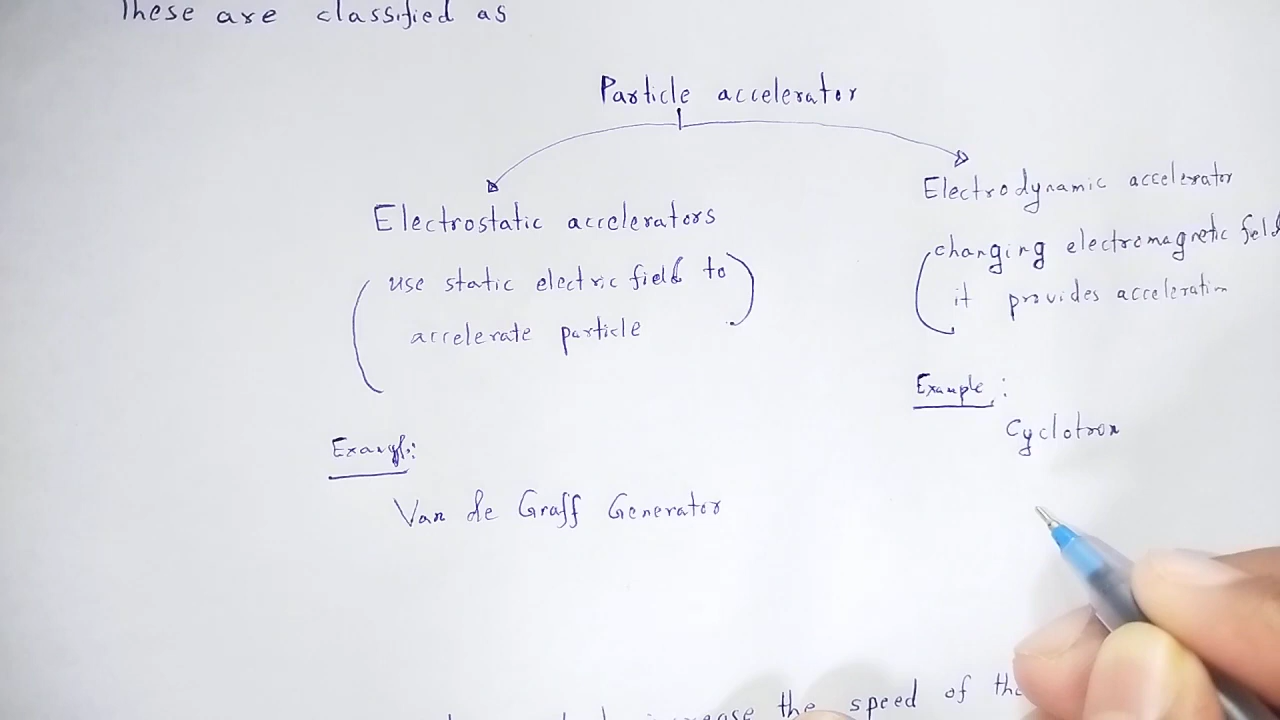 These are classified as
Particle accelerator
Electrostatic accelerators
(use static electric field to)
accelerate particle
Example:
Van de Graff Generator
Electrodynamic accelerator
(changing electromagnetic field
it provides acceleration
Example:
Cyclotron
increase the speed of the